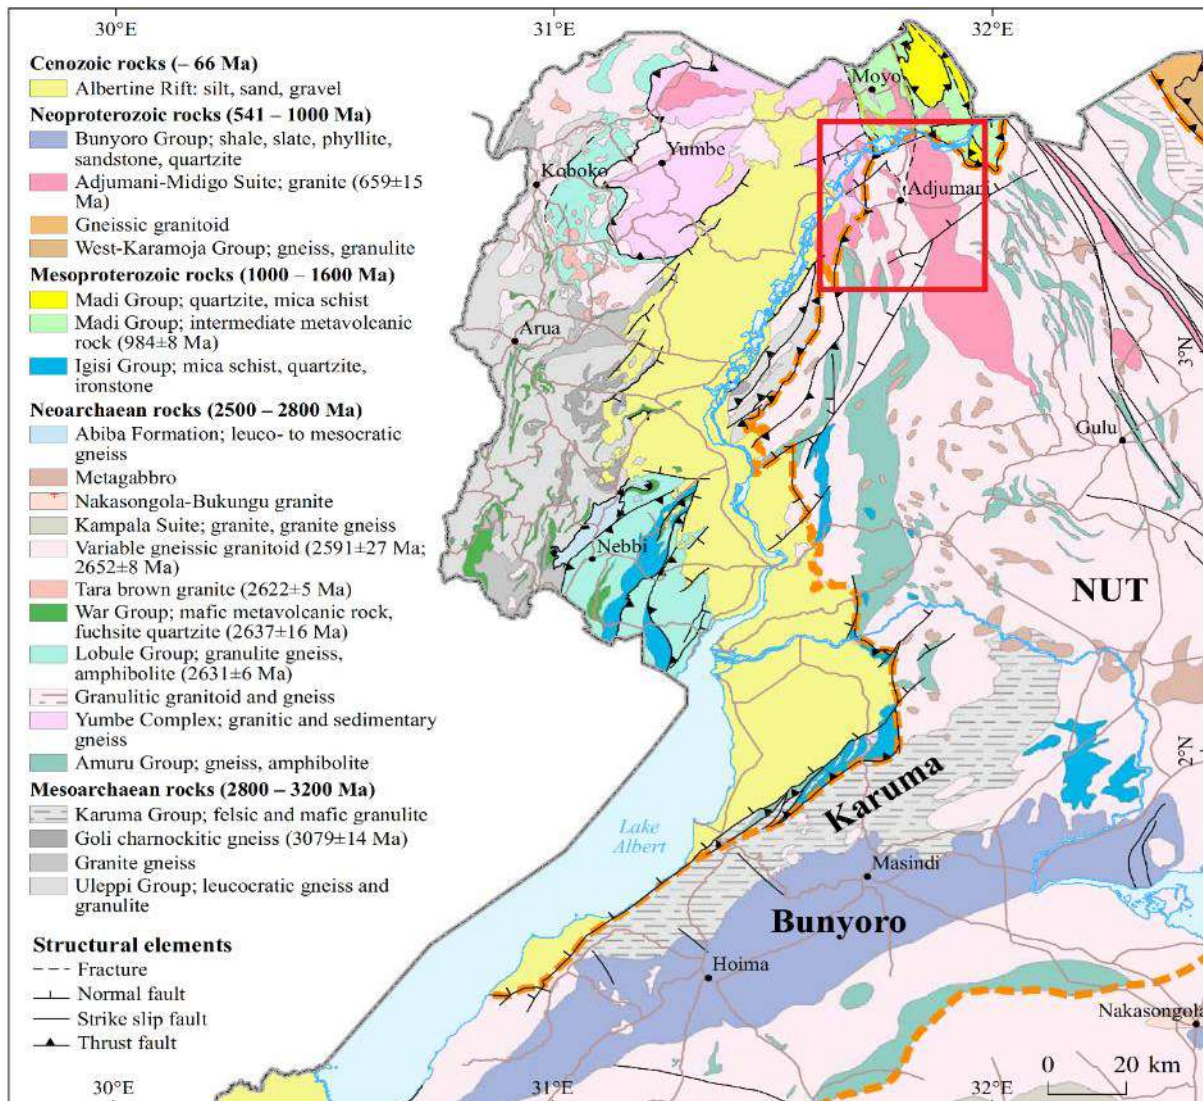 30°E
31°E
32°E
Cenozoic rocks (– 66 Ma)
Albertine Rift: silt, sand, gravel
Neoproterozoic rocks (541 – 1000 Ma)
Bunyoro Group; shale, slate, phyllite,
sandstone, quartzite
Adjumani-Midigo Suite; granite (659±15
Ma)
Gneissic granitoid
West-Karamoja Group; gneiss, granulite
Mesoproterozoic rocks (1000 – 1600 Ma)
Madi Group; quartzite, mica schist
Madi Group; intermediate metavolcanic
rock (984±8 Ma)
Igisi Group; mica schist, quartzite,
ironstone
Neoarchaean rocks (2500 – 2800 Ma)
Abiba Formation; leuco- to mesocratic
gneiss
Metagabbro
Nakasongola-Bukungu granite
Kampala Suite; granite, granite gneiss
Variable gneissic granitoid (2591±27 Ma;
2652±8 Ma)
Tara brown granite (2622±5 Ma)
War Group; mafic metavolcanic rock,
fuchsite quartzite (2637±16 Ma)
Lobule Group; granulite gneiss,
amphibolite (2631±6 Ma)
Granulitic granitoid and gneiss
Yumbe Complex; granitic and sedimentary
gneiss
Amuru Group; gneiss, amphibolite
Mesoarchaean rocks (2800 – 3200 Ma)
Karuma Group; felsic and mafic granulite
Goli charnockitic gneiss (3079±14 Ma)
Granite gneiss
Uleppi Group; leucocratic gneiss and
granulite
Structural elements
Fracture
Normal fault
Strike slip fault
Thrust fault
Moyo
Yumbe
Koboko
Adjumani
Arua
3°N
Gulu
Nebbi
NUT
2°N
Karuma
Lake
Albert
Masindi
Bunyoro
Hoima
Nakasongola
0 20 km
30°E
31°E
32°E